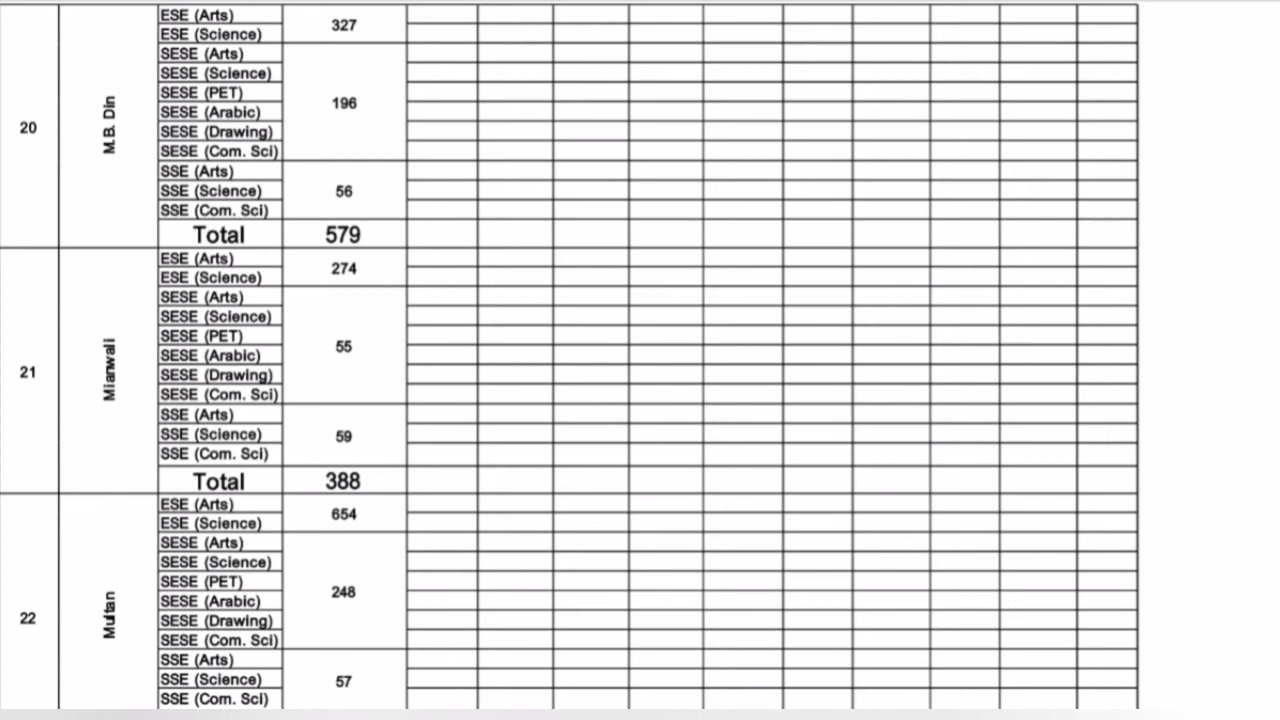 20
M.B. Din
ESE (Arts)
ESE (Science)
327
SESE (Arts)
SESE (Science)
SESE (PET)
SESE (Arabic)
SESE (Drawing)
SESE (Com. Sci)
196
SSE (Arts)
SSE (Science)
SSE (Com. Sci)
56
Total 579
21
Mianwali
ESE (Arts)
ESE (Science)
274
SESE (Arts)
SESE (Science)
SESE (PET)
SESE (Arabic)
SESE (Drawing)
SESE (Com. Sci)
55
SSE (Arts)
SSE (Science)
SSE (Com. Sci)
59
Total 388
22
Multan
ESE (Arts)
ESE (Science)
654
SESE (Arts)
SESE (Science)
SESE (PET)
SESE (Arabic)
SESE (Drawing)
SESE (Com. Sci)
248
SSE (Arts)
SSE (Science)
SSE (Com. Sci)
57